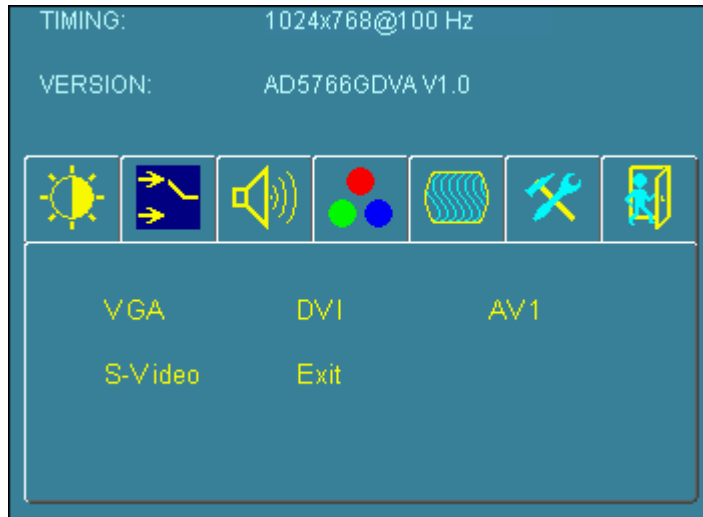 TIMING: 1024x768@100 Hz
VERSION: AD5766GDVA V1.0
VGA DVI AV1
S-Video Exit